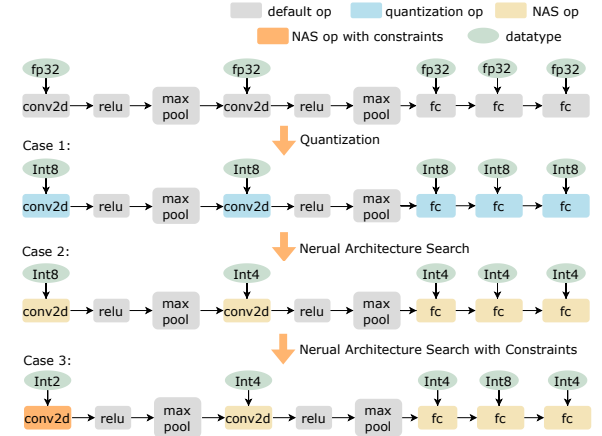 default op quantization op NAS op
NAS op with constraints datatype
fp32 fp32 fp32 fp32 fp32
conv2d relu max pool conv2d relu max pool fc fc fc
Case 1:
Quantization
Int8 Int8 Int8 Int8 Int8
conv2d relu max pool conv2d relu max pool fc fc fc
Case 2:
Nerual Architecture Search
Int8 Int4 Int4 Int4 Int4
conv2d relu max pool conv2d relu max pool fc fc fc
Case 3:
Nerual Architecture Search with Constraints
Int2 Int4 Int4 Int8 Int4
conv2d relu max pool conv2d relu max pool fc fc fc